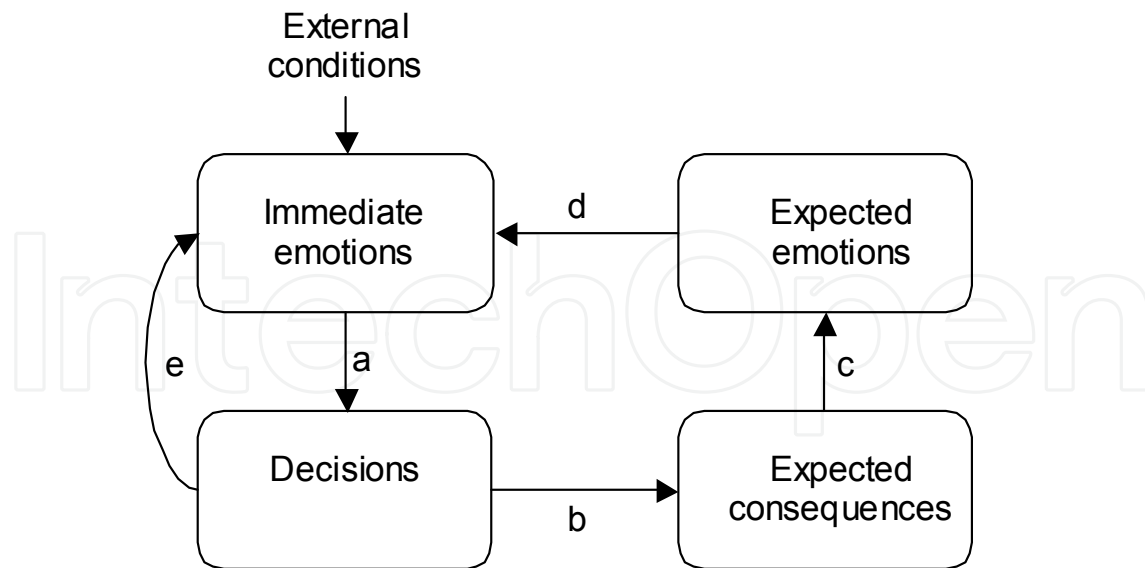 External
conditions
Immediate
emotions
d
Expected
emotions
e
a
c
Decisions
b
Expected
consequences
IntechOpen